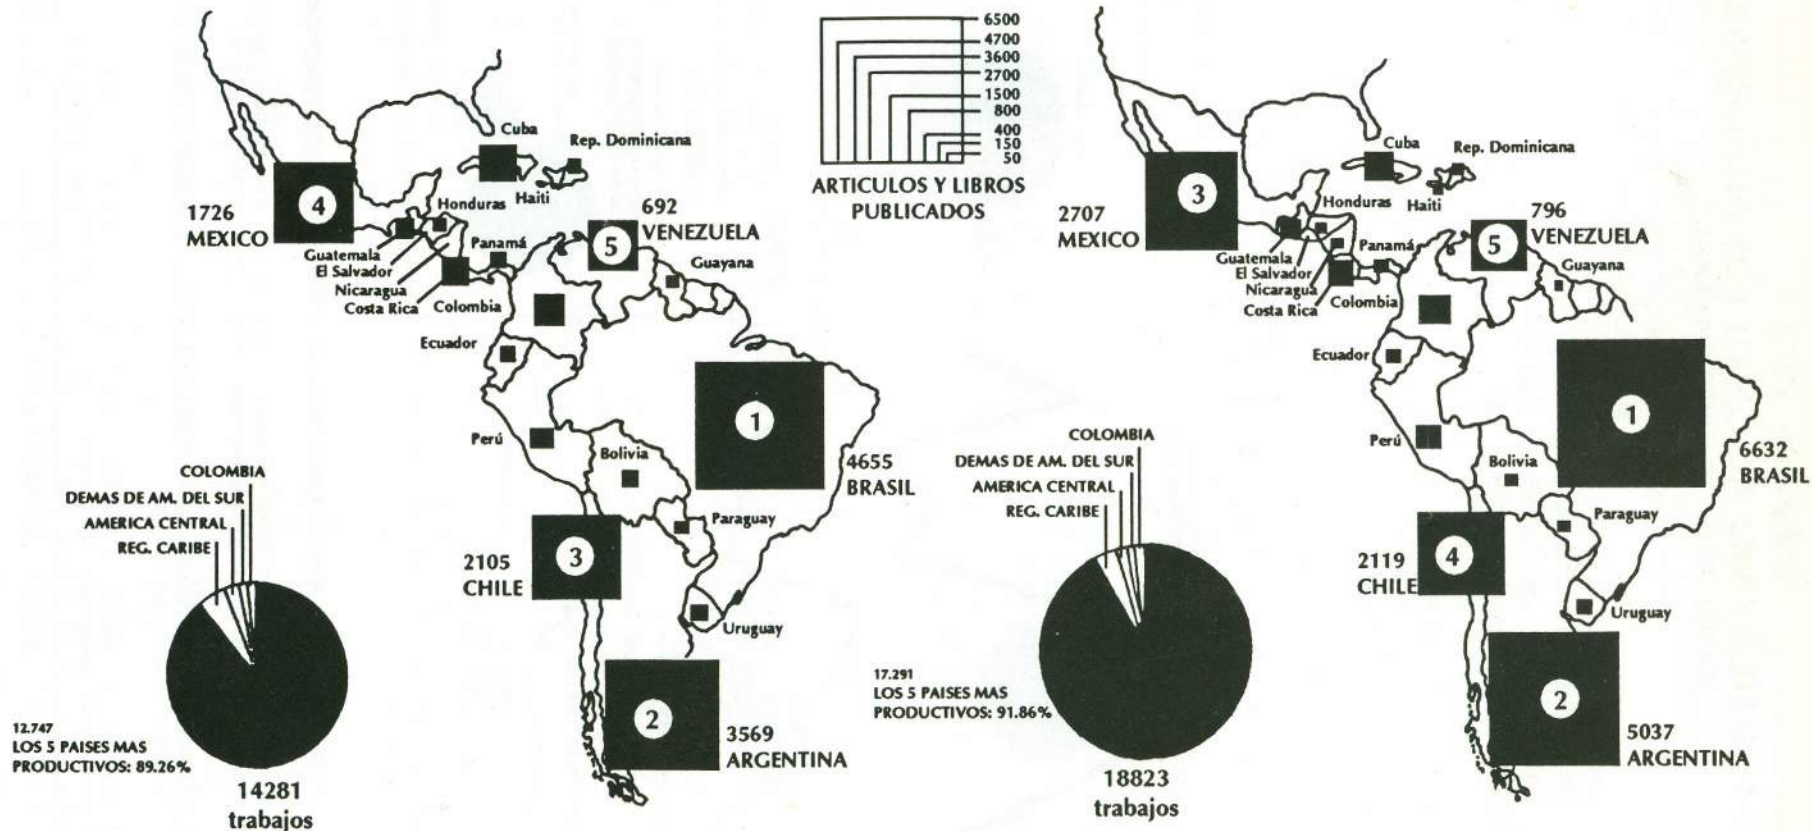 6500
4700
3600
2700
1500
800
400
150
50
ARTICULOS Y LIBROS
PUBLICADOS
Cuba
Rep. Dominicana
4
1726
MEXICO
Honduras
Haiti
692
VENEZUELA
5
Guatemala
El Salvador
Nicaragua
Costa Rica
Panamá
Guayana
Colombia
Ecuador
1
Perú
Bolivia
4655
BRASIL
Paraguay
3
2105
CHILE
Uruguay
2
3569
ARGENTINA
COLOMBIA
DEMAS DE AM. DEL SUR
AMERICA CENTRAL
REG. CARIBE
12.747
LOS 5 PAISES MAS
PRODUCTIVOS: 89.26%
14281
trabajos
Cuba
Rep. Dominicana
3
2707
MEXICO
Honduras
Haiti
796
VENEZUELA
5
Guatemala
El Salvador
Nicaragua
Costa Rica
Panamá
Guayana
Colombia
Ecuador
1
Perú
Bolivia
6632
BRASIL
Paraguay
4
2119
CHILE
Uruguay
2
5037
ARGENTINA
COLOMBIA
DEMAS DE AM. DEL SUR
AMERICA CENTRAL
REG. CARIBE
17.291
LOS 5 PAISES MAS
PRODUCTIVOS: 91.86%
18823
trabajos